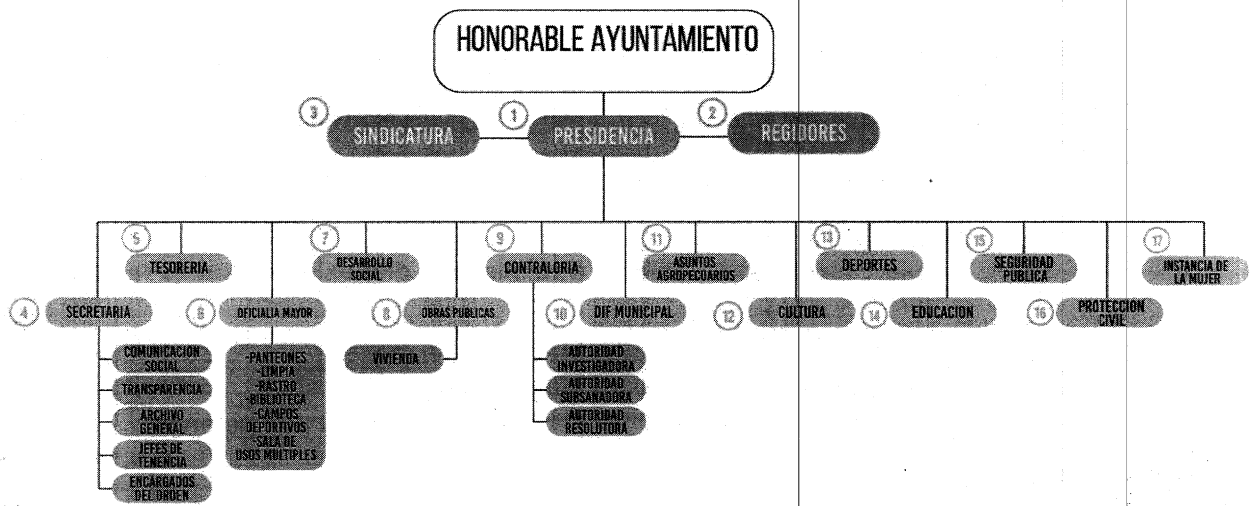 HONORABLE AYUNTAMIENTO
3
SINDICATURA
1
PRESIDENCIA
2
REGIDORES
5
TESORERIA
7
DESARROLLO
SOCIAL
9
CONTRALORIA
11
ASUNTOS
AGROPECUARIOS
13
DEPORTES
15
SEGURIDAD
PUBLICA
17
INSTANCIA DE
LA MUJER
4
SECRETARIA
6
OFICIALIA MAYOR
8
OBRAS PUBLICAS
10
DIF MUNICIPAL
12
CULTURA
14
EDUCACION
16
PROTECCION
CIVIL
COMUNICACION
SOCIAL
TRANSPARENCIA
ARCHIVO
GENERAL
JEFES DE
TENENCIA
ENCARGADOS
DEL ORDEN
-PANTEONES
-LIMPIA
-RASTRO
-BIBLIOTECA
-CAMPOS
DEPORTIVOS
-SALA DE
USOS MULTIPLES
VIVIENDA
AUTORIDAD
INVESTIGADORA
AUTORIDAD
SUBSANADORA
AUTORIDAD
RESOLUTORA